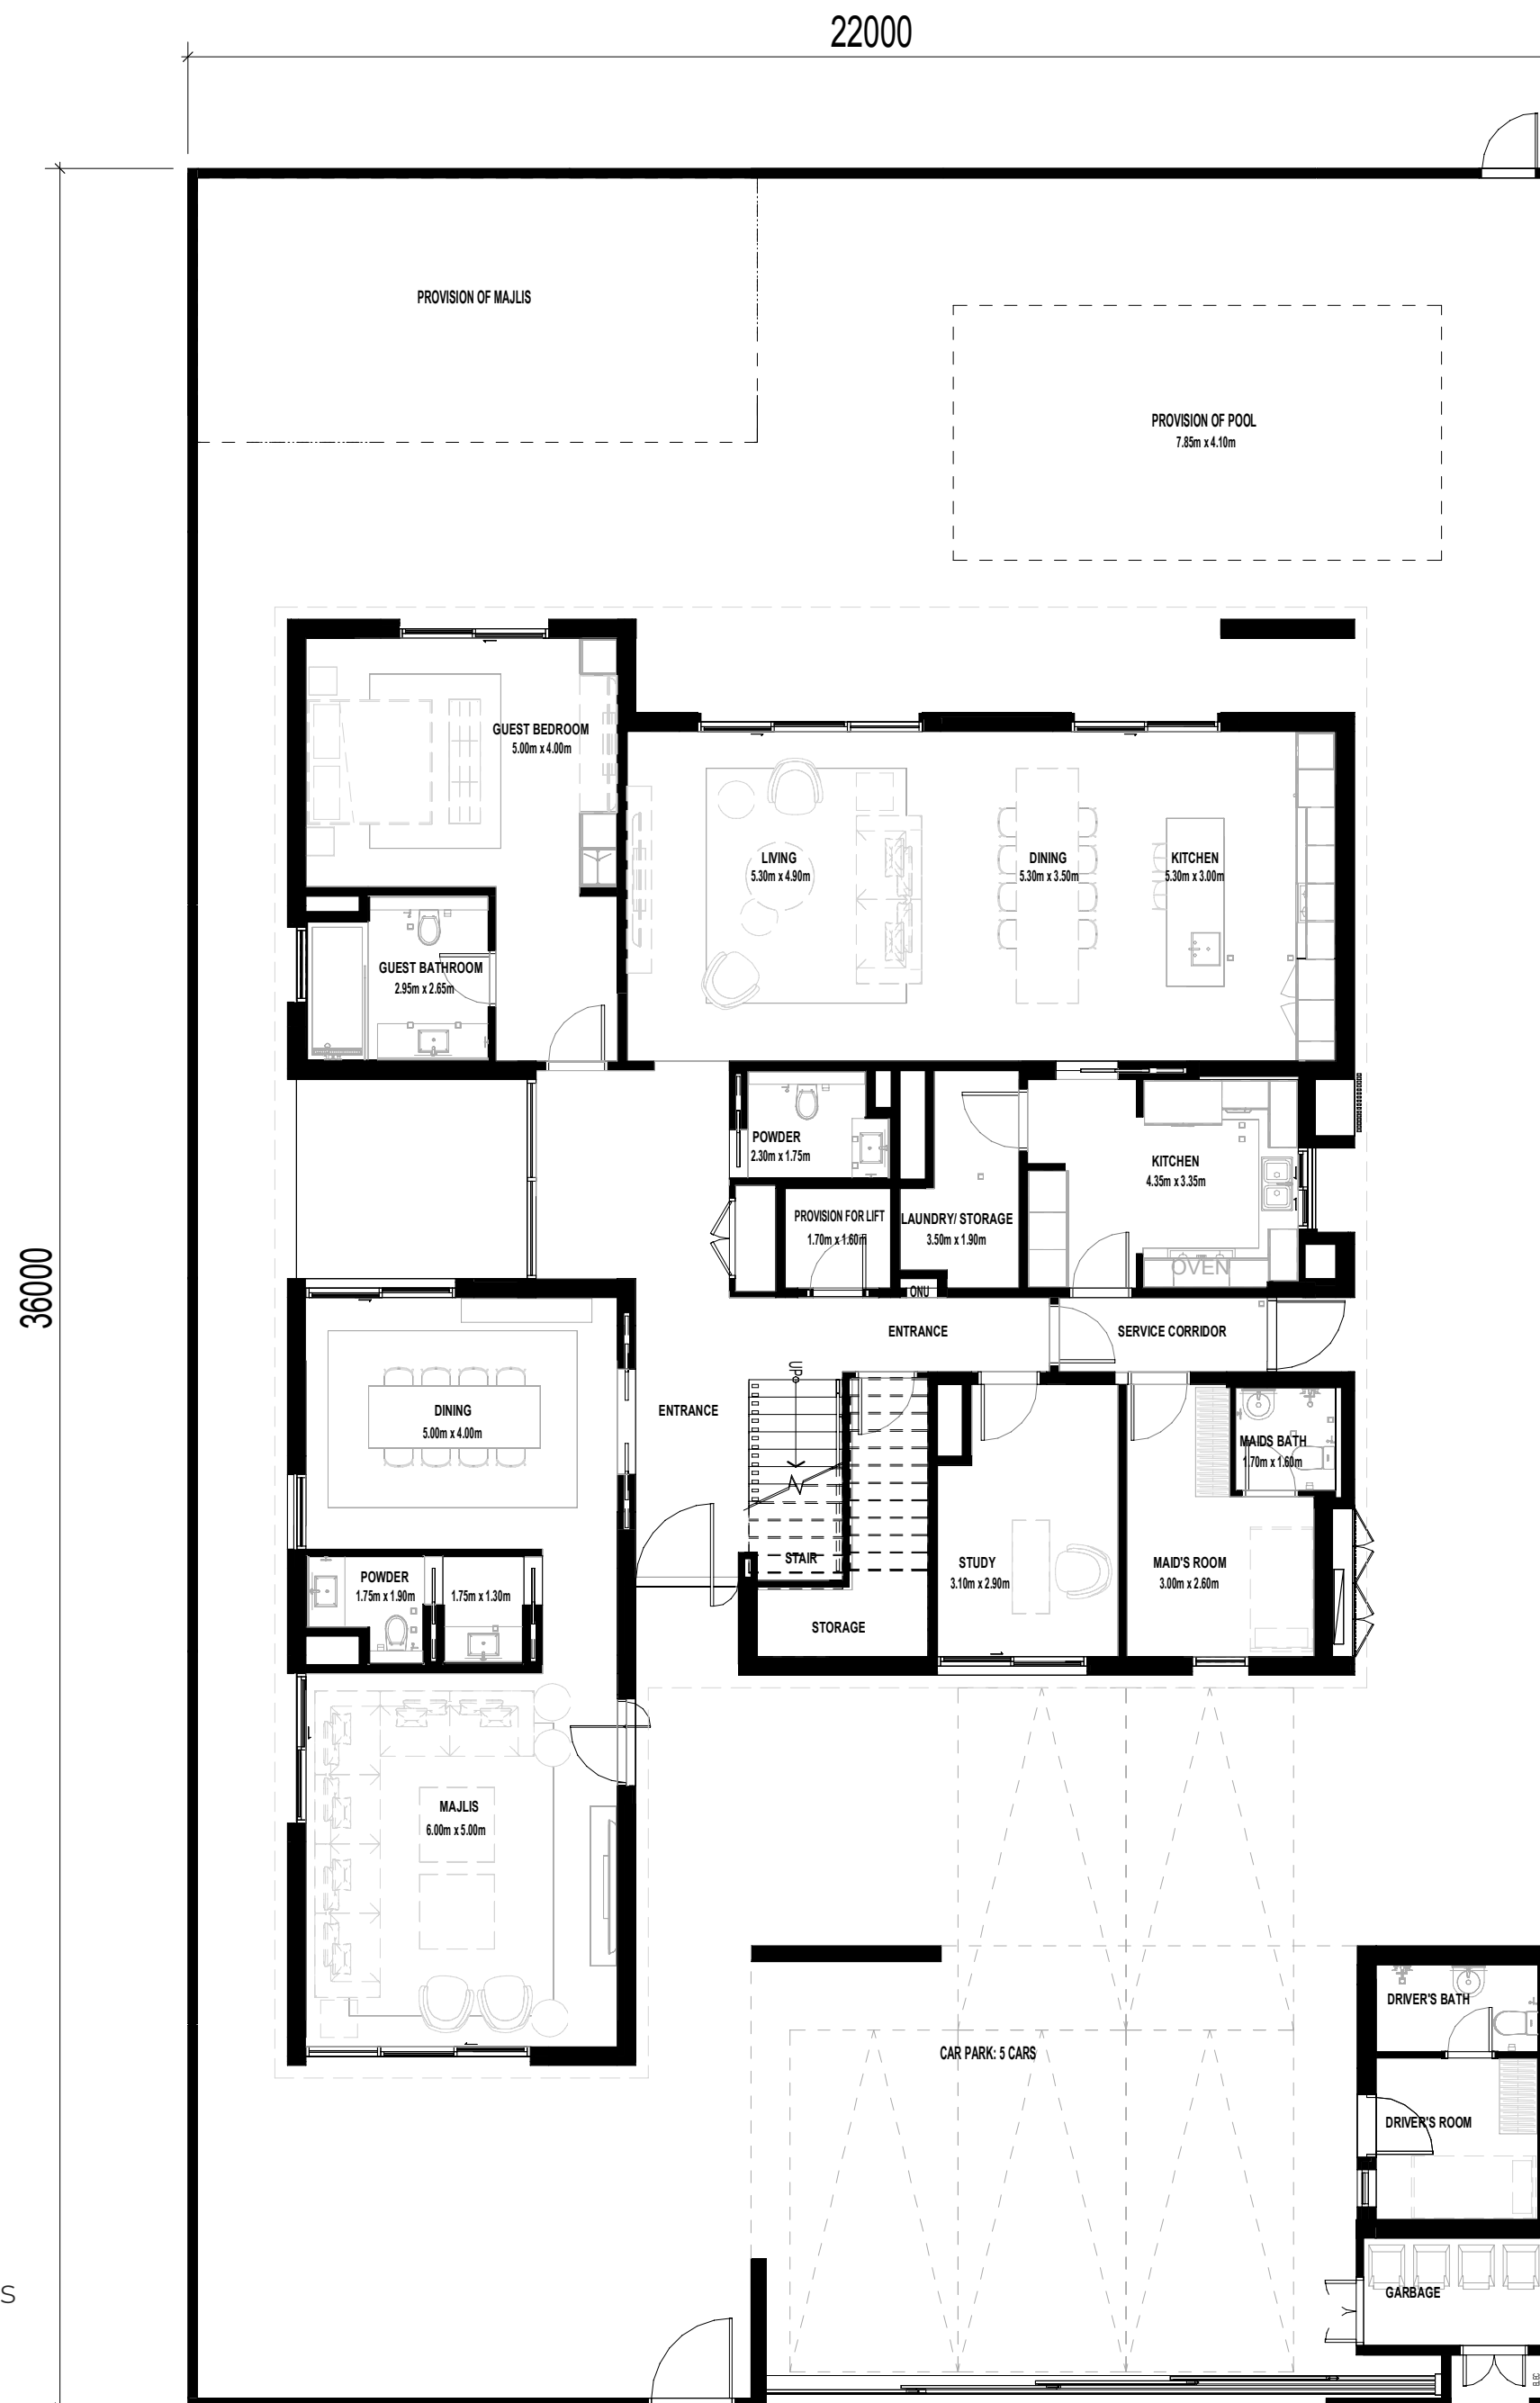 22000
36000
PROVISION OF MAJLIS
PROVISION OF POOL
7.85m x 4.10m
GUEST BEDROOM
5.00m x 4.00m
LIVING
5.30m x 4.90m
DINING
5.30m x 3.50m
KITCHEN
5.30m x 3.00m
GUEST BATHROOM
2.95m x 2.65m
POWDER
2.30m x 1.75m
KITCHEN
4.35m x 3.35m
PROVISION FOR LIFT
1.70m x 1.60m
LAUNDRY/ STORAGE
3.50m x 1.90m
OVEN
ONU
ENTRANCE
SERVICE CORRIDOR
UP
DINING
5.00m x 4.00m
ENTRANCE
MAIDS BATH
1.70m x 1.60m
STAIR
STUDY
3.10m x 2.90m
MAID'S ROOM
3.00m x 2.60m
POWDER
1.75m x 1.90m
1.75m x 1.30m
STORAGE
MAJLIS
6.00m x 5.00m
DRIVER'S BATH
CAR PARK: 5 CARS
DRIVER'S ROOM
GARBAGE
S